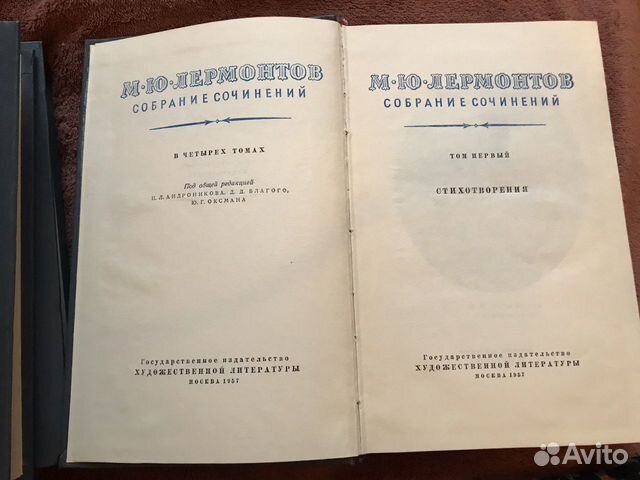 М·Ю·ЛЕРМОНТОВ
СОБРАНИЕ СОЧИНЕНИЙ
В ЧЕТЫРЕХ ТОМАХ
Под общей редакцией
И. Л. АНДРОНИКОВА, Д. Д. БЛАГОГО,
Ю. Г. ОКСМАНА
Государственное издательство
ХУДОЖЕСТВЕННОЙ ЛИТЕРАТУРЫ
МОСКВА 1957
М·Ю·ЛЕРМОНТОВ
СОБРАНИЕ СОЧИНЕНИЙ
ТОМ ПЕРВЫЙ
СТИХОТВОРЕНИЯ
Государственное издательство
ХУДОЖЕСТВЕННОЙ ЛИТЕРАТУРЫ
МОСКВА 1957
Avito